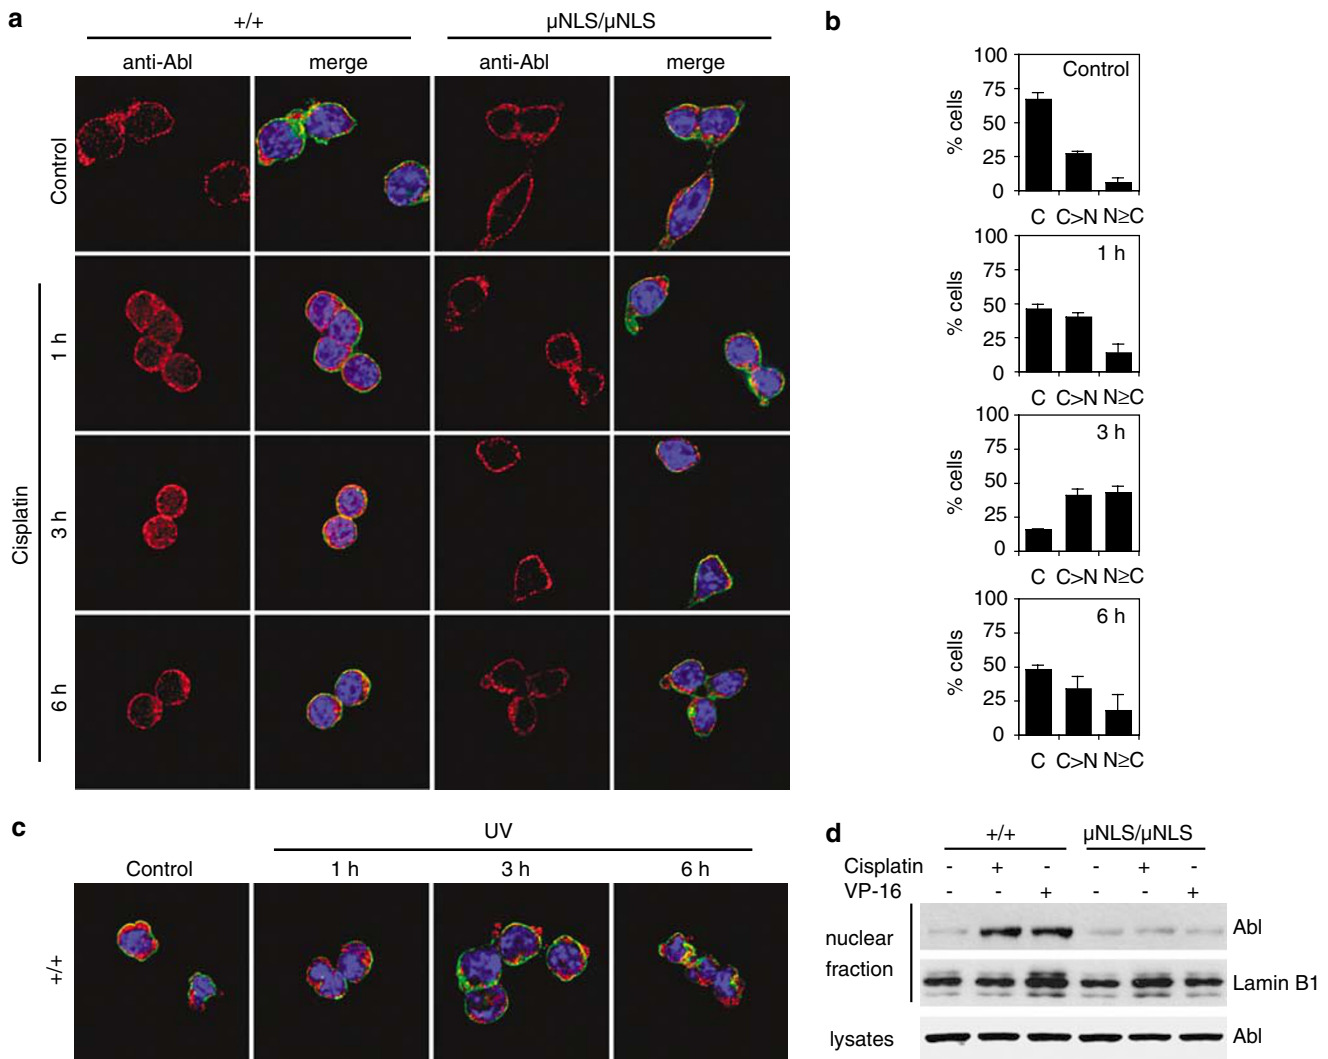 a
+/+
µNLS/µNLS
anti-Abl merge anti-Abl merge
Control
Cisplatin
1 h
3 h
6 h
b
100
75
50
25
0
% cells
Control
C C>N N≥C
100
75
50
25
0
% cells
1 h
C C>N N≥C
100
75
50
25
0
% cells
3 h
C C>N N≥C
100
75
50
25
0
% cells
6 h
C C>N N≥C
c
UV
Control 1 h 3 h 6 h
+/+
d
+/+ µNLS/µNLS
Cisplatin - + - - + -
VP-16 - - + - - +
nuclear
fraction
Abl
Lamin B1
lysates Abl